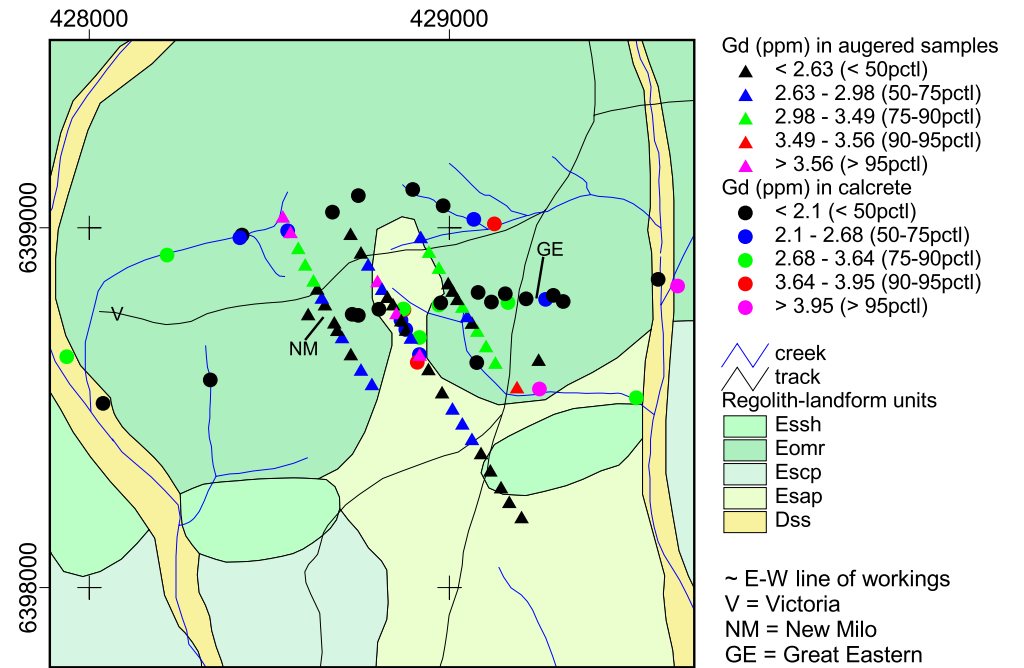 428000
429000
6399000
6398000
V
NM
GE
Gd (ppm) in augered samples
< 2.63 (< 50pctl)
2.63 - 2.98 (50-75pctl)
2.98 - 3.49 (75-90pctl)
3.49 - 3.56 (90-95pctl)
> 3.56 (> 95pctl)
Gd (ppm) in calcrete
< 2.1 (< 50pctl)
2.1 - 2.68 (50-75pctl)
2.68 - 3.64 (75-90pctl)
3.64 - 3.95 (90-95pctl)
> 3.95 (> 95pctl)
creek
track
Regolith-landform units
Essh
Eomr
Escp
Esap
Dss
~ E-W line of workings
V = Victoria
NM = New Milo
GE = Great Eastern